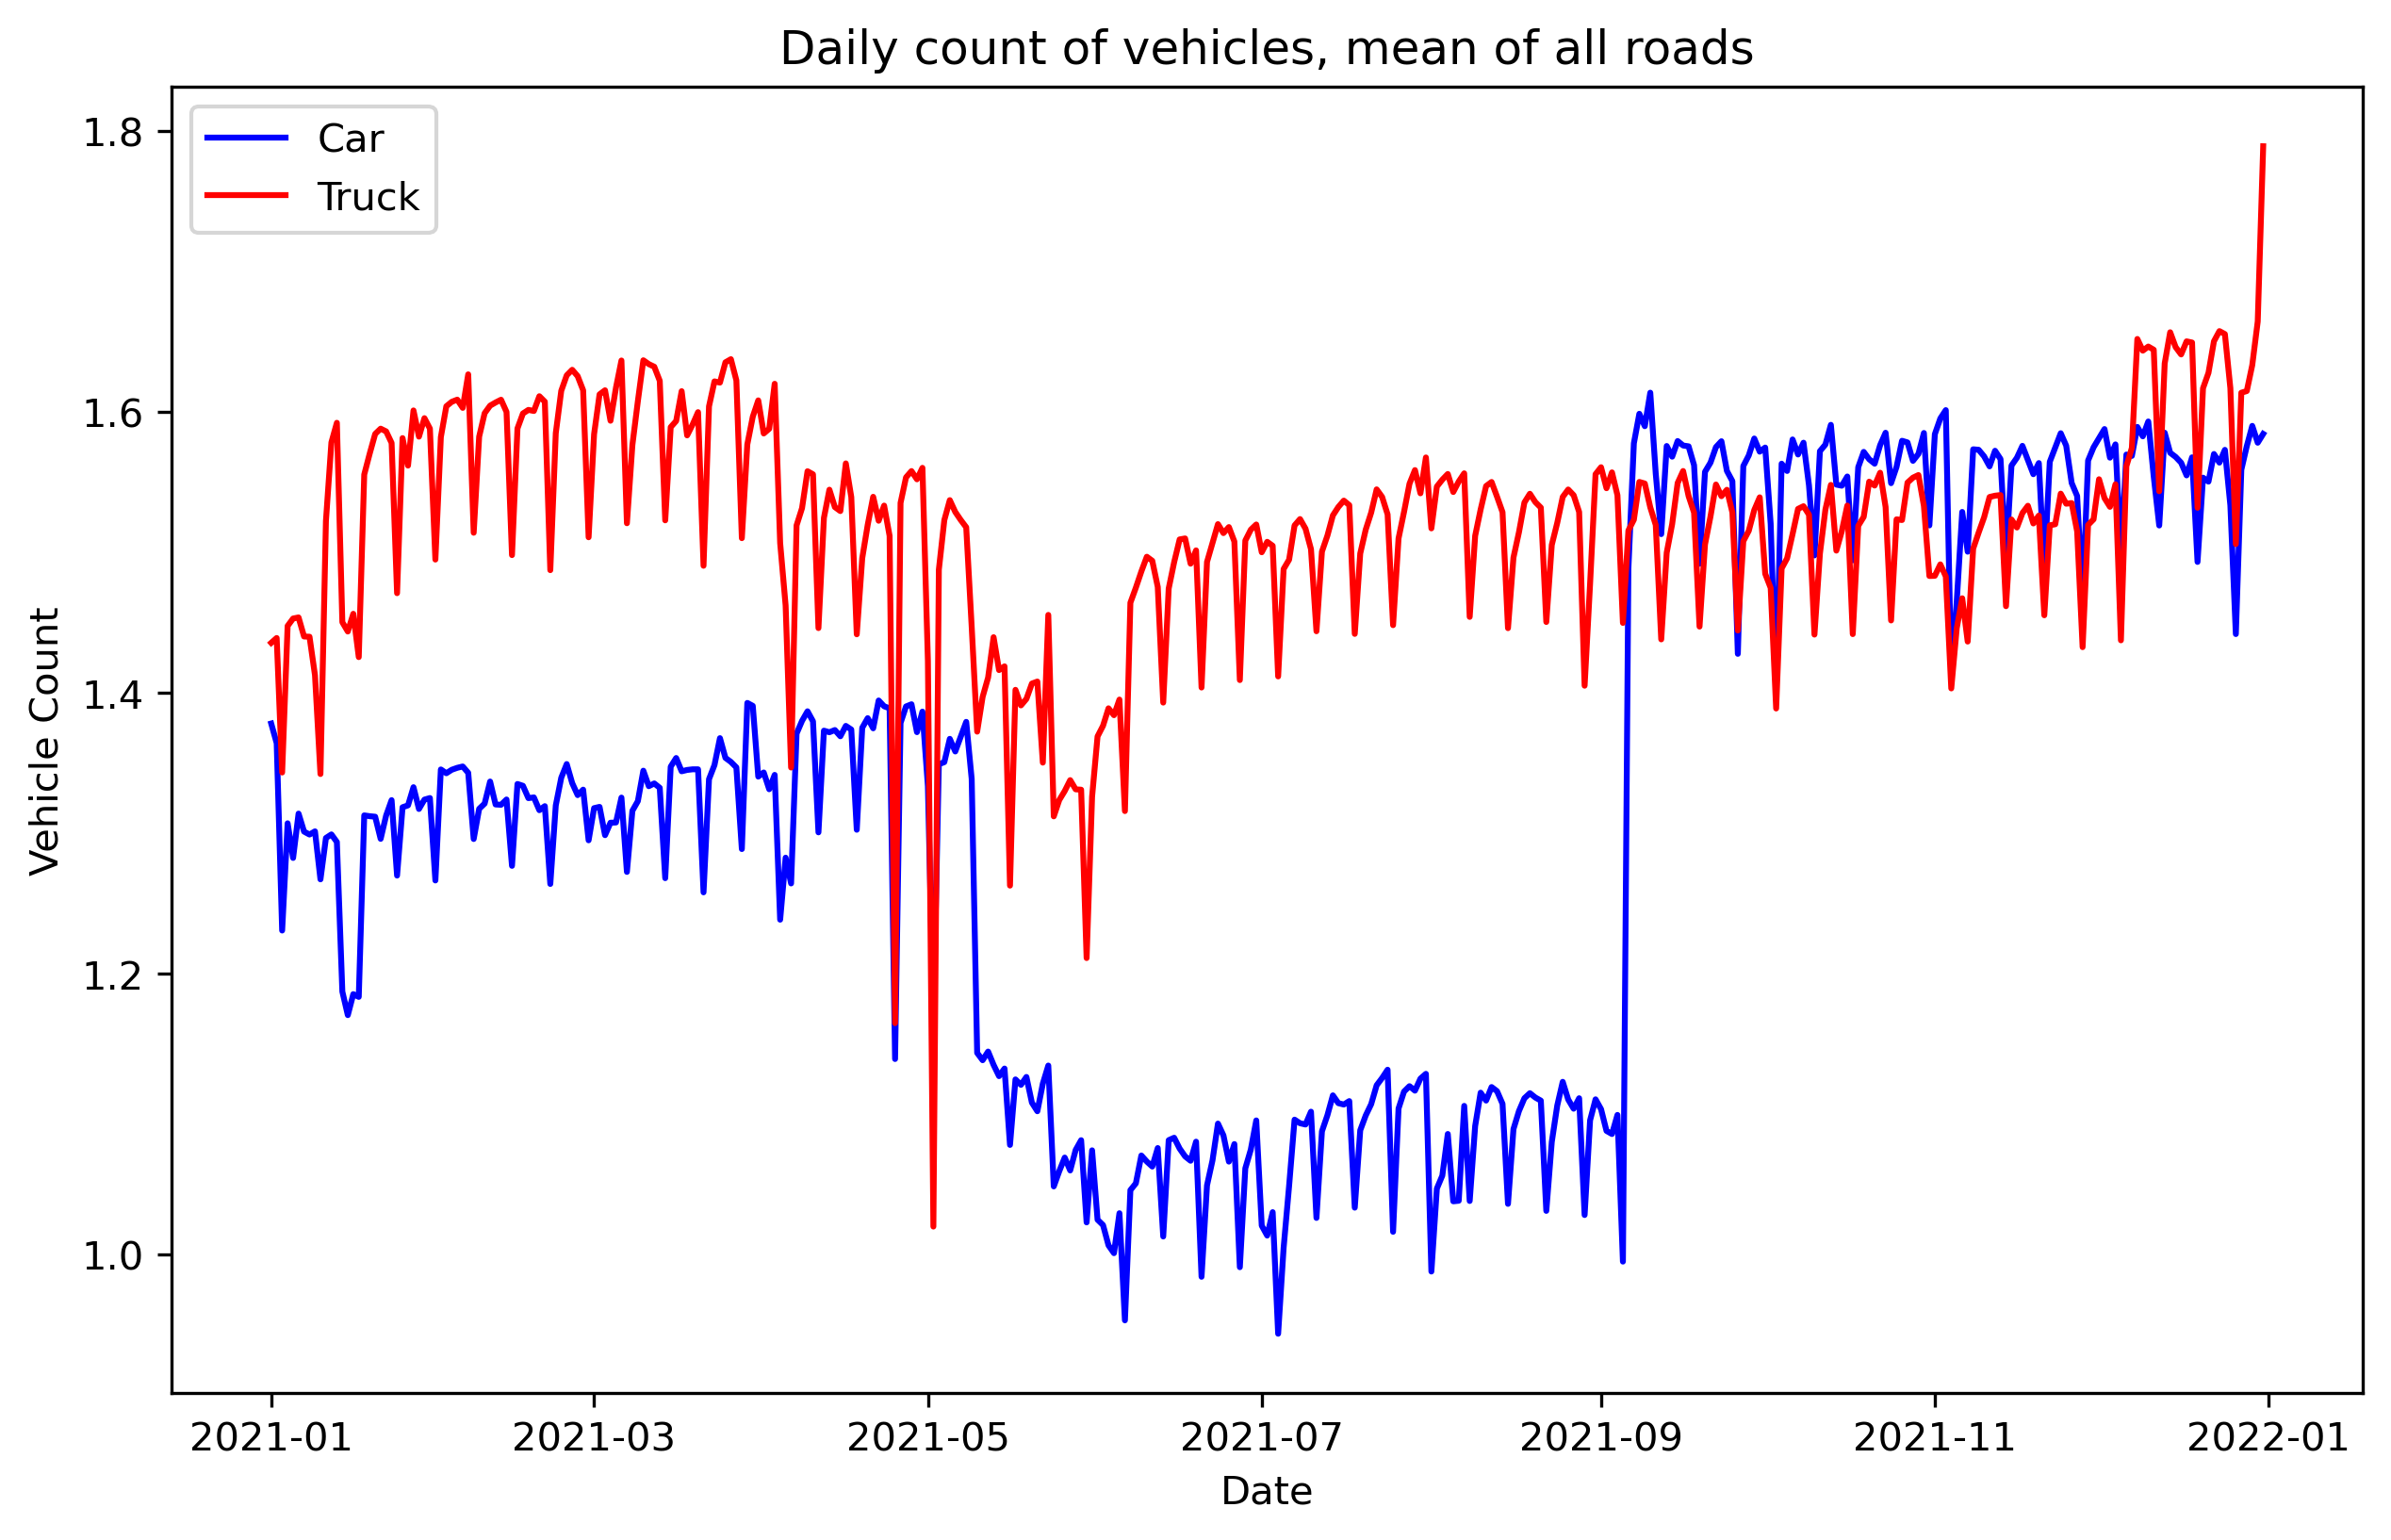 Daily count of vehicles, mean of all roads
Car
Truck
Vehicle Count
1.8
1.6
1.4
1.2
1.0
2021-01 2021-03 2021-05 2021-07 2021-09 2021-11 2022-01
Date